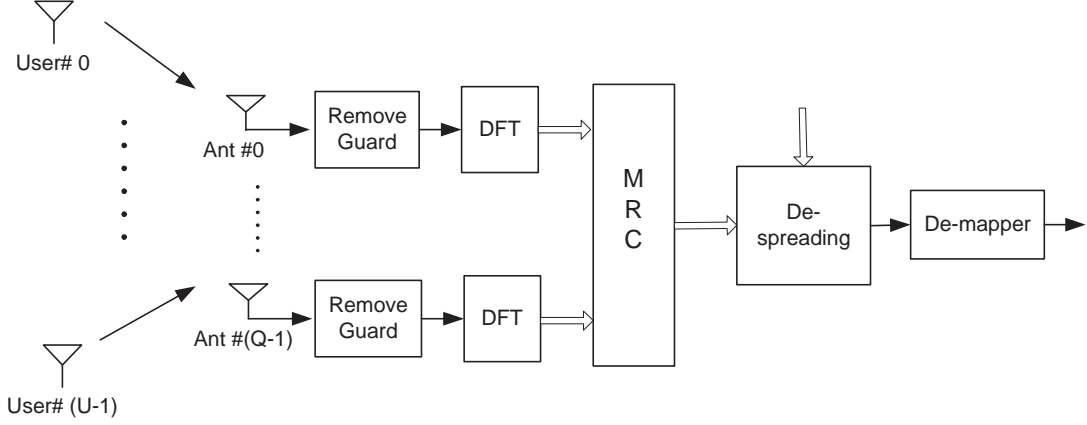 User# 0
Ant #0
Remove
Guard
DFT
M
R
C
De-
spreading
De-mapper
Ant #(Q-1)
Remove
Guard
DFT
User# (U-1)